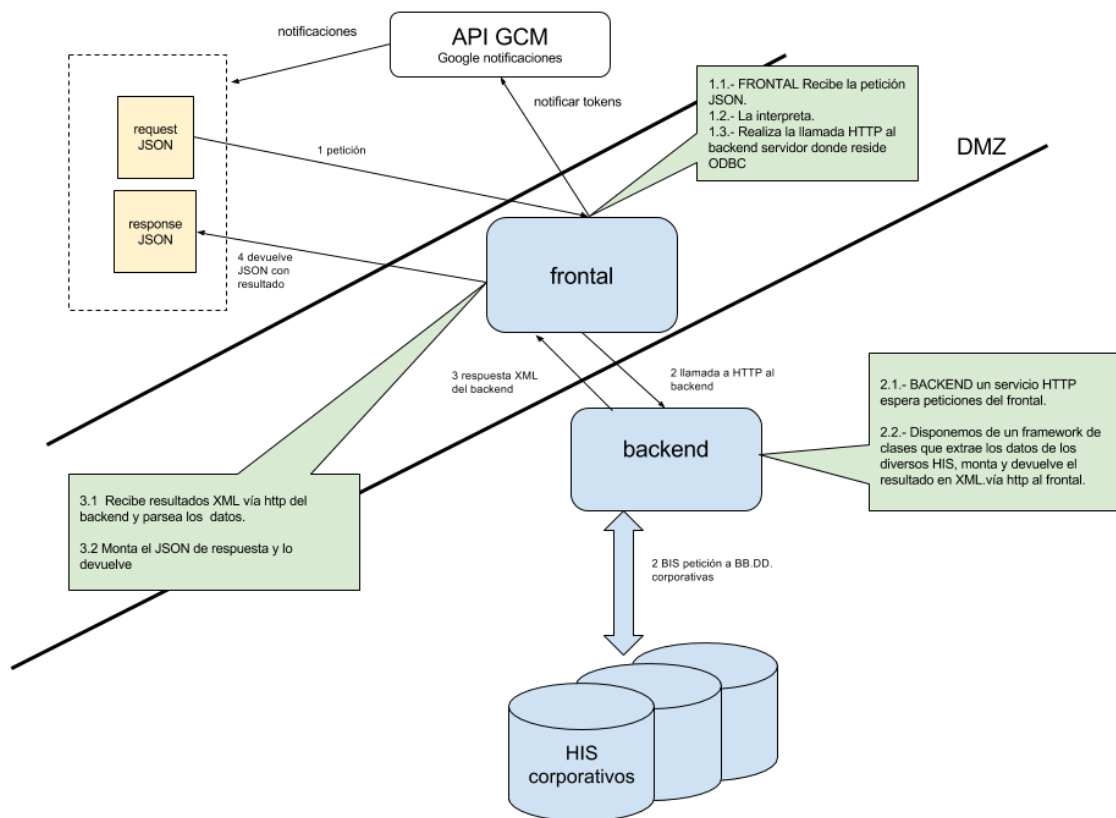 notificaciones
API GCM
Google notificaciones
notificar tokens
1.1.- FRONTAL Recibe la petición
JSON.
1.2.- La interpreta.
1.3.- Realiza la llamada HTTP al
backend servidor donde reside
ODBC
DMZ
request
JSON
1 petición
response
JSON
4 devuelve
JSON con
resultado
frontal
3 respuesta XML
del backend
2 llamada a HTTP al
backend
2.1.- BACKEND un servicio HTTP
espera peticiones del frontal.
2.2.- Disponemos de un framework de
clases que extrae los datos de los
diversos HIS, monta y devuelve el
resultado en XML.vía http al frontal.
backend
3.1 Recibe resultados XML vía http del
backend y parsea los datos.
3.2 Monta el JSON de respuesta y lo
devuelve
2 BIS petición a BB.DD.
corporativas
HIS
corporativos